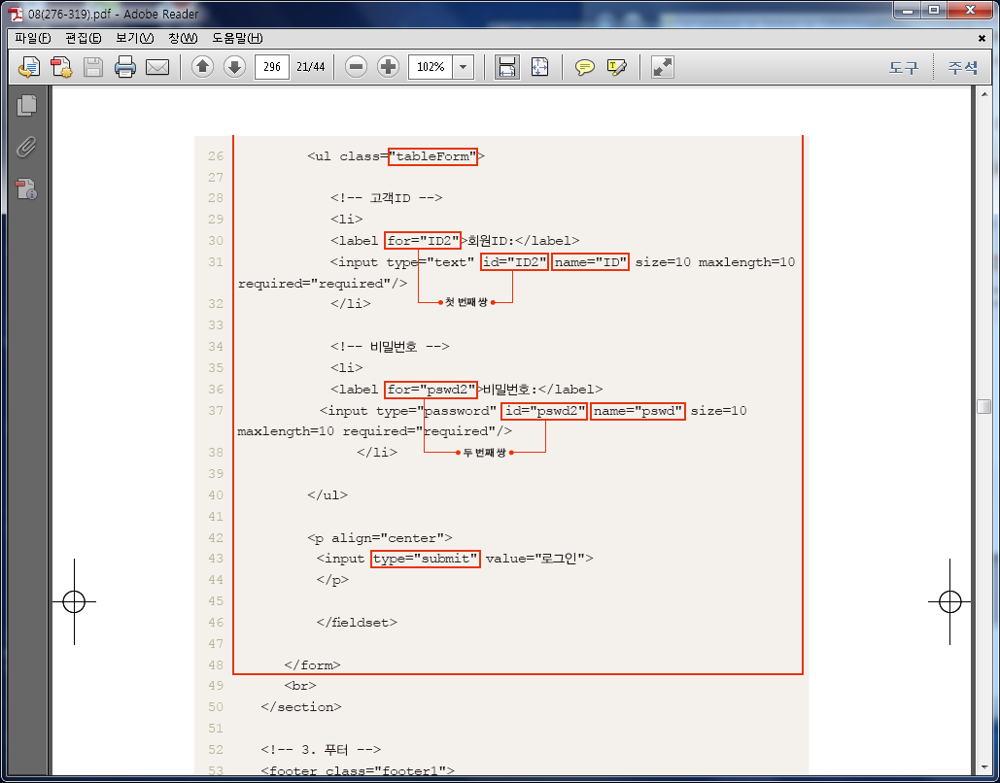 08(276-319).pdf - Adobe Reader
파일(F) 편집(E) 보기(V) 창(W) 도움말(H)
296 21/44 102% 도구 주석
26 <ul class="tableForm">
27
28 <!-- 고객ID -->
29 <li>
30 <label for="ID2">회원ID:</label>
31 <input type="text" id="ID2" name="ID" size=10 maxlength=10
required="required"/>
첫 번째 쌍
32 </li>
33
34 <!-- 비밀번호 -->
35 <li>
36 <label for="pswd2">비밀번호:</label>
37 <input type="password" id="pswd2" name="pswd" size=10
maxlength=10 required="required"/>
38 </li>
두 번째 쌍
39
40 </ul>
41
42 <p align="center">
43 <input type="submit" value="로그인">
44 </p>
45
46 </fieldset>
47
48 </form>
49 <br>
50 </section>
51
52 <!-- 3. 푸터 -->
53 <footer class="footer1">